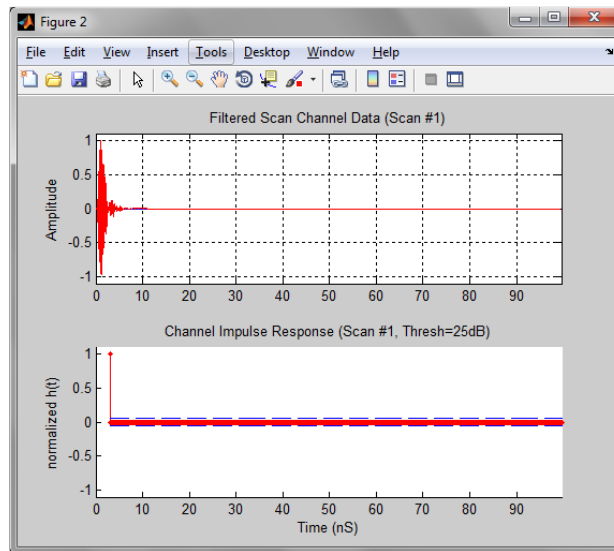 Figure 2
File Edit View Insert Tools Desktop Window Help
Filtered Scan Channel Data (Scan #1)
1
0.5
0
-0.5
-1
Amplitude
0 10 20 30 40 50 60 70 80 90
Channel Impulse Response (Scan #1, Thresh=25dB)
1
0.5
0
-0.5
-1
normalized h(t)
0 10 20 30 40 50 60 70 80 90
Time (nS)